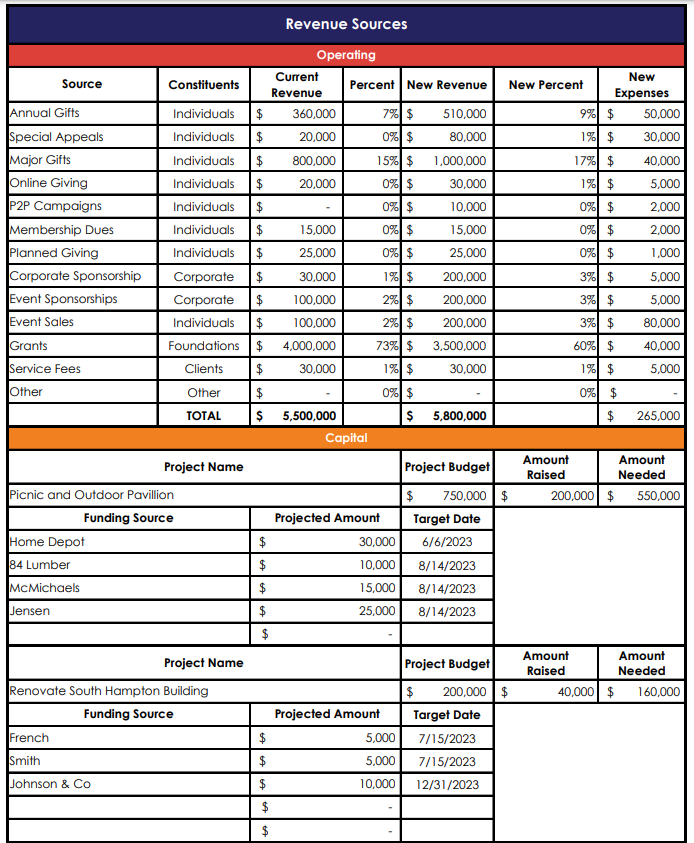 Revenue Sources
Operating
Source Constituents Current Revenue Percent New Revenue New Percent New Expenses
Annual Gifts Individuals $ 360,000 7% $ 510,000 9% $ 50,000
Special Appeals Individuals $ 20,000 0% $ 80,000 1% $ 30,000
Major Gifts Individuals $ 800,000 15% $ 1,000,000 17% $ 40,000
Online Giving Individuals $ 20,000 0% $ 30,000 1% $ 5,000
P2P Campaigns Individuals $ - 0% $ 10,000 0% $ 2,000
Membership Dues Individuals $ 15,000 0% $ 15,000 0% $ 2,000
Planned Giving Individuals $ 25,000 0% $ 25,000 0% $ 1,000
Corporate Sponsorship Corporate $ 30,000 1% $ 200,000 3% $ 5,000
Event Sponsorships Corporate $ 100,000 2% $ 200,000 3% $ 5,000
Event Sales Individuals $ 100,000 2% $ 200,000 3% $ 80,000
Grants Foundations $ 4,000,000 73% $ 3,500,000 60% $ 40,000
Service Fees Clients $ 30,000 1% $ 30,000 1% $ 5,000
Other Other $ - 0% $ - 0% $ -
TOTAL $ 5,500,000 $ 5,800,000 $ 265,000
Capital
Project Name Project Budget Amount Raised Amount Needed
Picnic and Outdoor Pavillion $ 750,000 $ 200,000 $ 550,000
Funding Source Projected Amount Target Date
Home Depot $ 30,000 6/6/2023
84 Lumber $ 10,000 8/14/2023
McMichaels $ 15,000 8/14/2023
Jensen $ 25,000 8/14/2023
$ -
Project Name Project Budget Amount Raised Amount Needed
Renovate South Hampton Building $ 200,000 $ 40,000 $ 160,000
Funding Source Projected Amount Target Date
French $ 5,000 7/15/2023
Smith $ 5,000 7/15/2023
Johnson & Co $ 10,000 12/31/2023
$ -
$ -